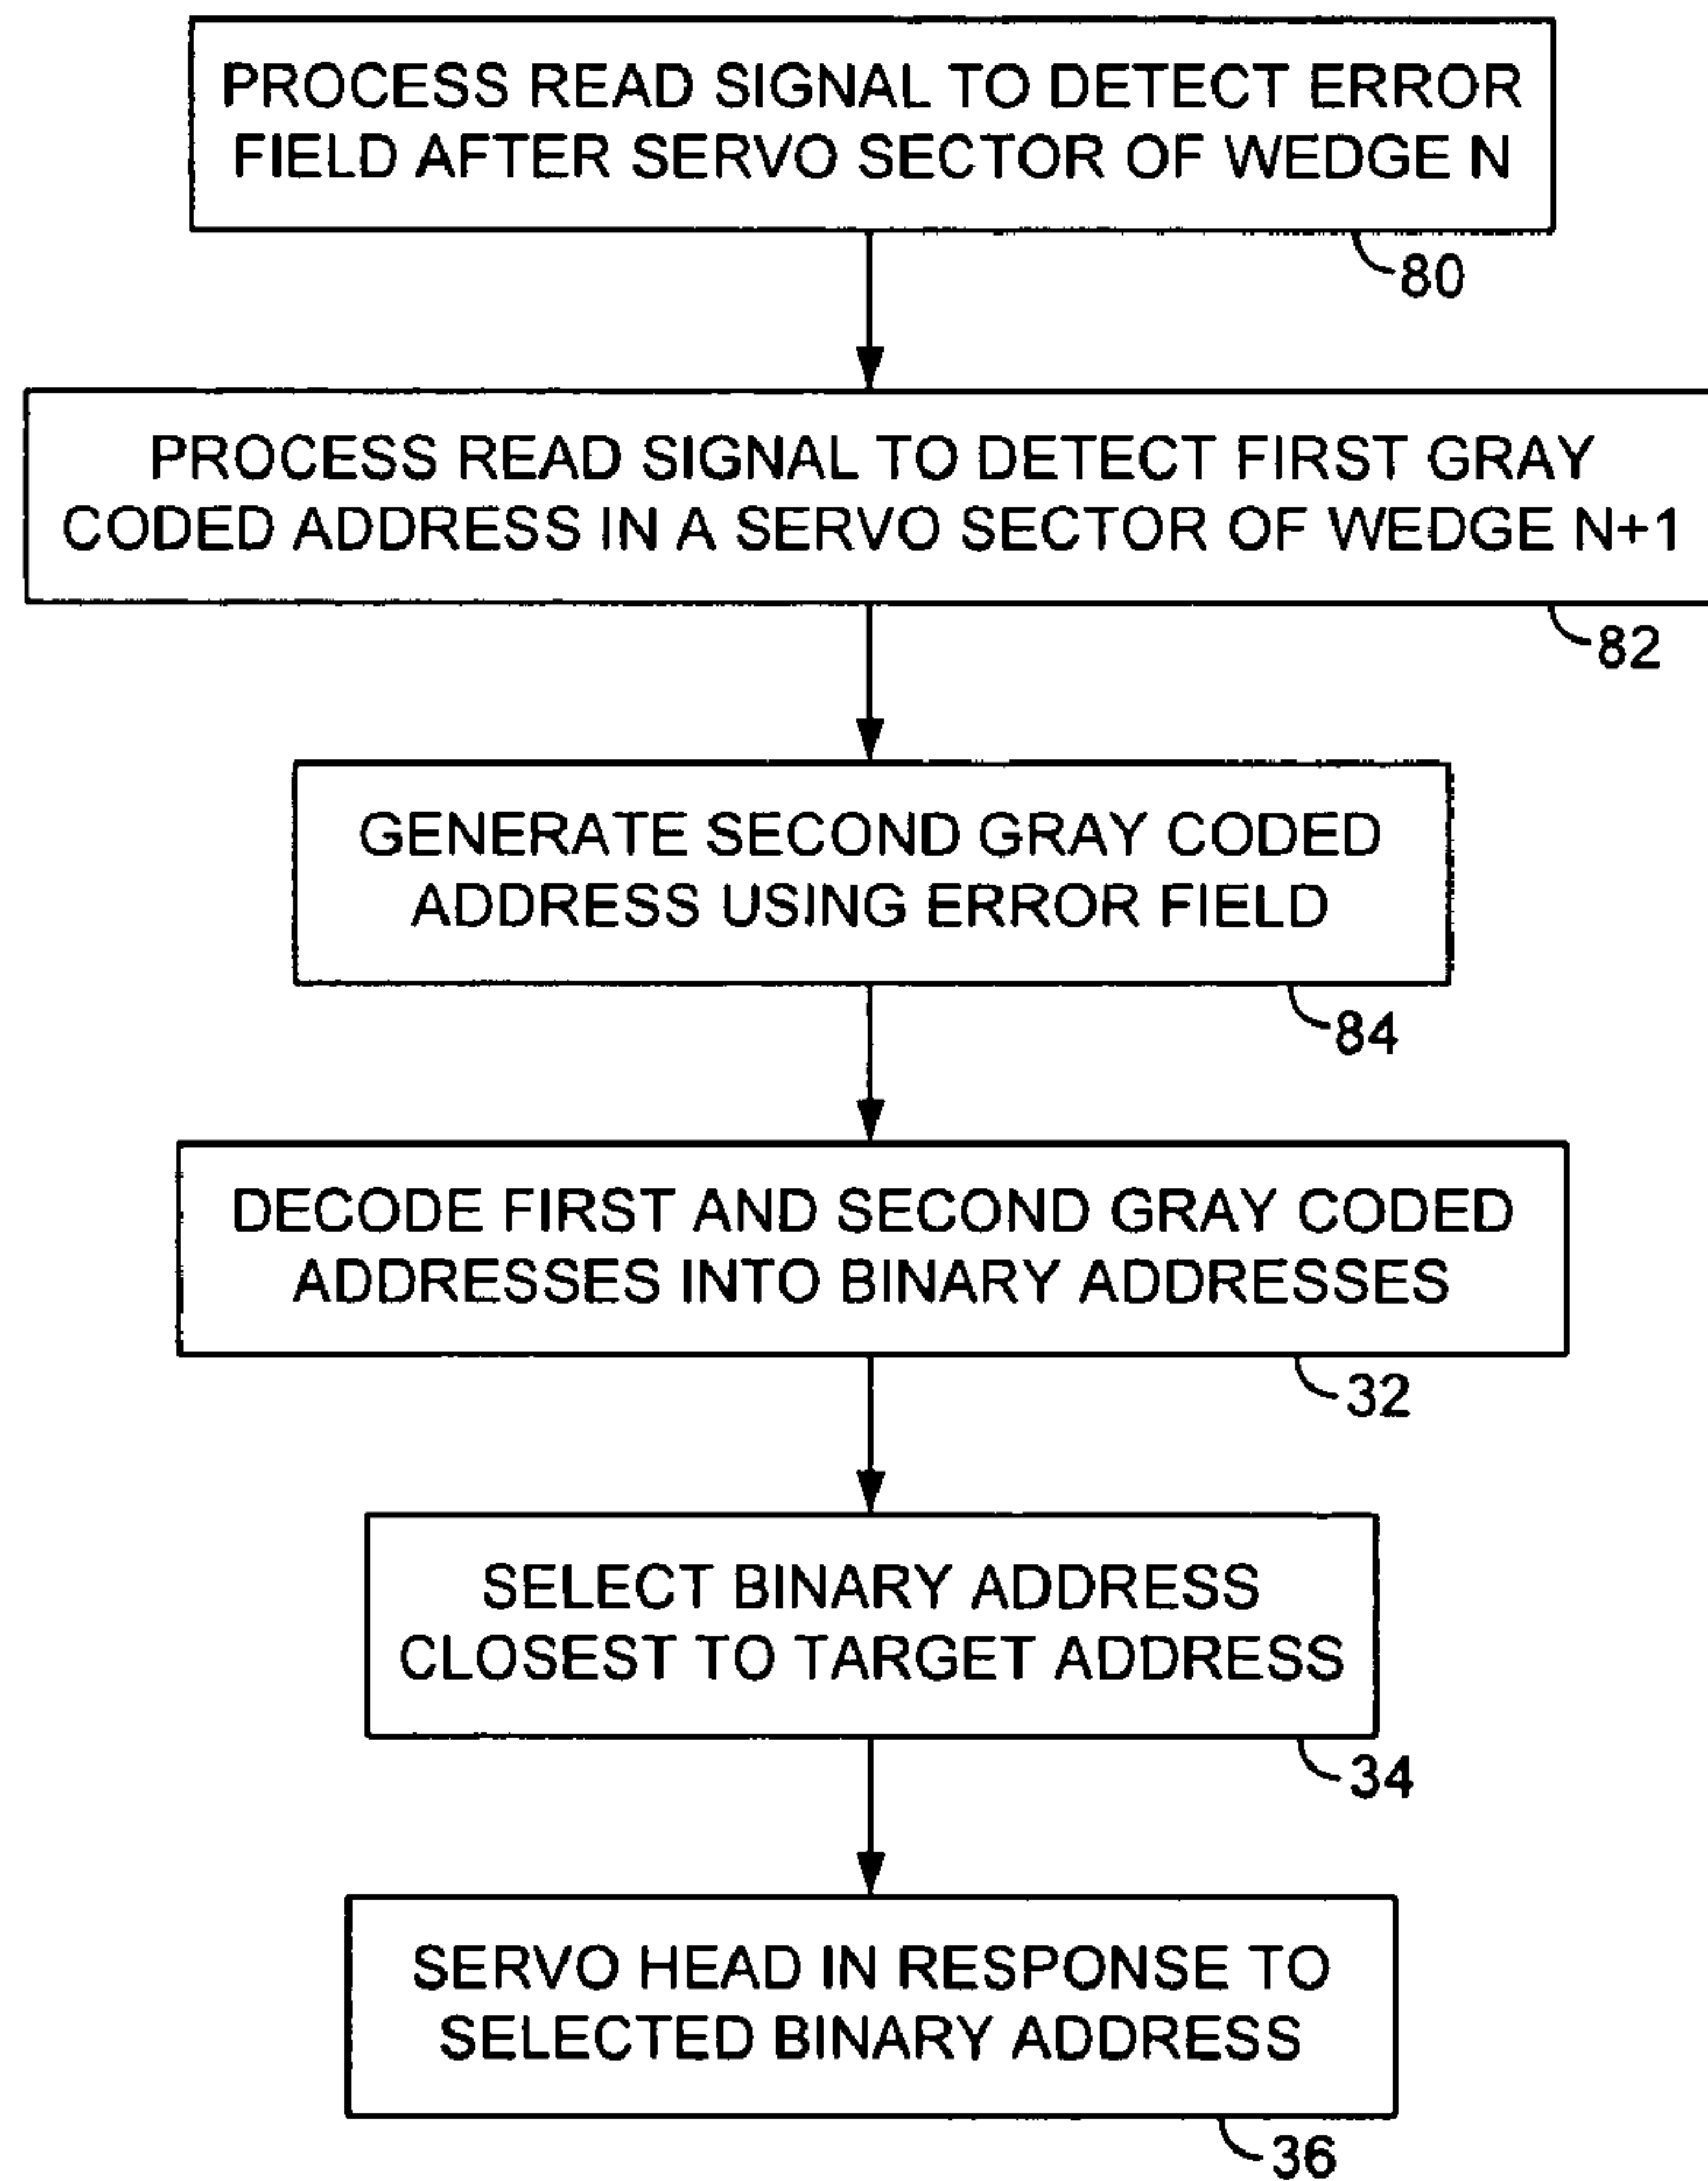 PROCESS READ SIGNAL TO DETECT ERROR
FIELD AFTER SERVO SECTOR OF WEDGE N
80
PROCESS READ SIGNAL TO DETECT FIRST GRAY
CODED ADDRESS IN A SERVO SECTOR OF WEDGE N+1
82
GENERATE SECOND GRAY CODED
ADDRESS USING ERROR FIELD
84
DECODE FIRST AND SECOND GRAY CODED
ADDRESSES INTO BINARY ADDRESSES
32
SELECT BINARY ADDRESS
CLOSEST TO TARGET ADDRESS
34
SERVO HEAD IN RESPONSE TO
SELECTED BINARY ADDRESS
36